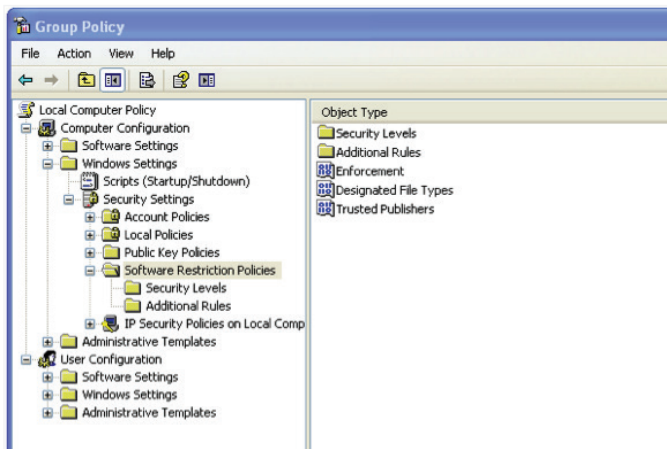 Group Policy
File Action View Help
Local Computer Policy
Computer Configuration
Software Settings
Windows Settings
Scripts (Startup/Shutdown)
Security Settings
Account Policies
Local Policies
Public Key Policies
Software Restriction Policies
Security Levels
Additional Rules
IP Security Policies on Local Comp
Administrative Templates
User Configuration
Software Settings
Windows Settings
Administrative Templates
Object Type
Security Levels
Additional Rules
Enforcement
Designated File Types
Trusted Publishers